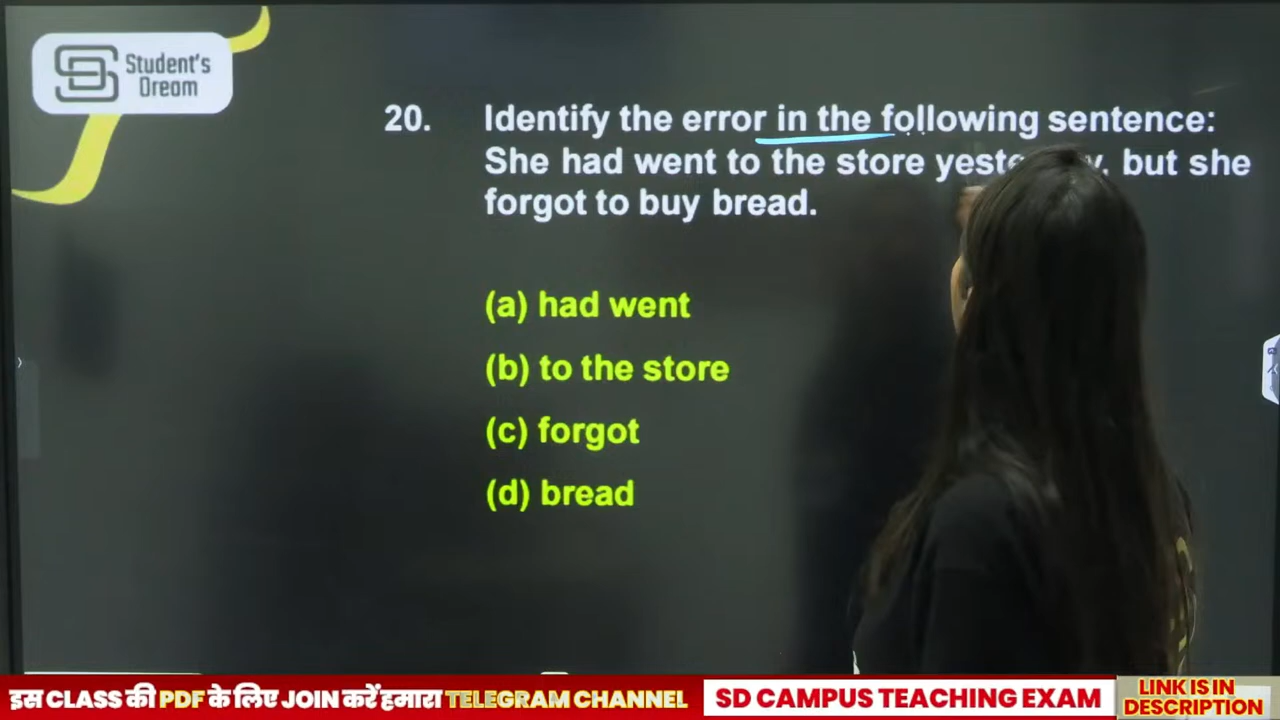 Student's
Dream
20. Identify the error in the following sentence:
She had went to the store but she
forgot to buy bread.
(a) had went
(b) to the store
(c) forgot
(d) bread
इस CLASS की PDF के लिए JOIN करें हमारा TELEGRAM CHANNEL
SD CAMPUS TEACHING EXAM
LINK IS IN
DESCRIPTION